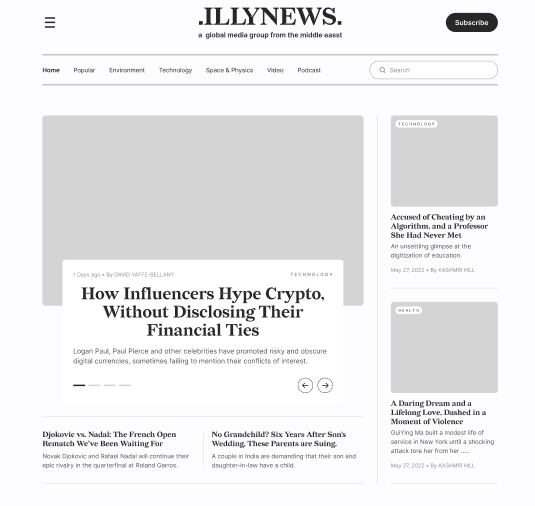 .ILLYNEWS.
a global media group from the middle easst
Subscribe
Home Popular Environment Technology Space & Physics Video Podcast
Search
1 Days ago • By DAVID YAFFE-BELLANY
TECHNOLOGY
How Influencers Hype Crypto,
Without Disclosing Their
Financial Ties
Logan Paul, Paul Pierce and other celebrities have promoted risky and obscure
digital currencies, sometimes failing to mention their conflicts of interest.
Djokovic vs. Nadal: The French Open
Rematch We've Been Waiting For
Novak Djokovic and Rafael Nadal will continue their
epic rivalry in the quarterfinal at Roland Garros.
No Grandchild? Six Years After Son's
Wedding, These Parents are Suing.
A couple in India are demanding that their son and
daughter-in-law have a child.
TECHNOLOGY
Accused of Cheating by an
Algorithm, and a Professor
She Had Never Met
An unsettling glimpse at the
digitization of education.
May 27, 2022 • By KASHMIR HILL
HEALTH
A Daring Dream and a
Lifelong Love, Dashed in a
Moment of Violence
GuiYing Ma built a modest life of
service in New York until a shocking
attack tore her from her .....
May 27, 2022 • By KASHMIR HILL